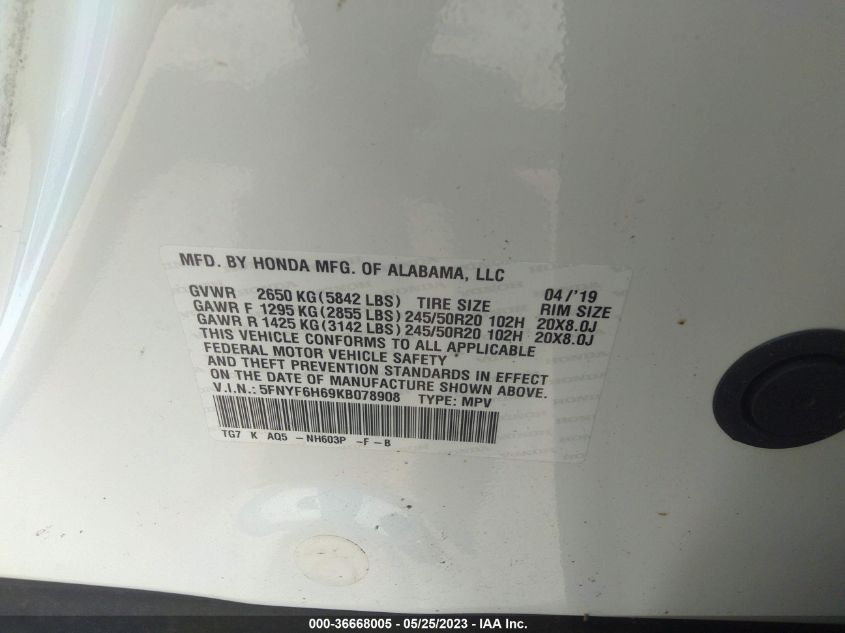 MFD. BY HONDA MFG. OF ALABAMA, LLC
GVWR 2650 KG(5842 LBS) TIRE SIZE 04/'19 RIM SIZE
GAWR F 1295 KG(2855 LBS) 245/50R20 102H 20X8.0J
GAWR R 1425 KG(3142 LBS) 245/50R20 102H 20X8.0J
THIS VEHICLE CONFORMS TO ALL APPLICABLE
FEDERAL MOTOR VEHICLE SAFETY
AND THEFT PREVENTION STANDARDS IN EFFECT
ON THE DATE OF MANUFACTURE SHOWN ABOVE.
V.I.N.: 5FNYF6H69KB078908 TYPE: MPV
TG7 K AQ5 -NH603P -F-B
000-36668005 - 05/25/2023 - IAA Inc.